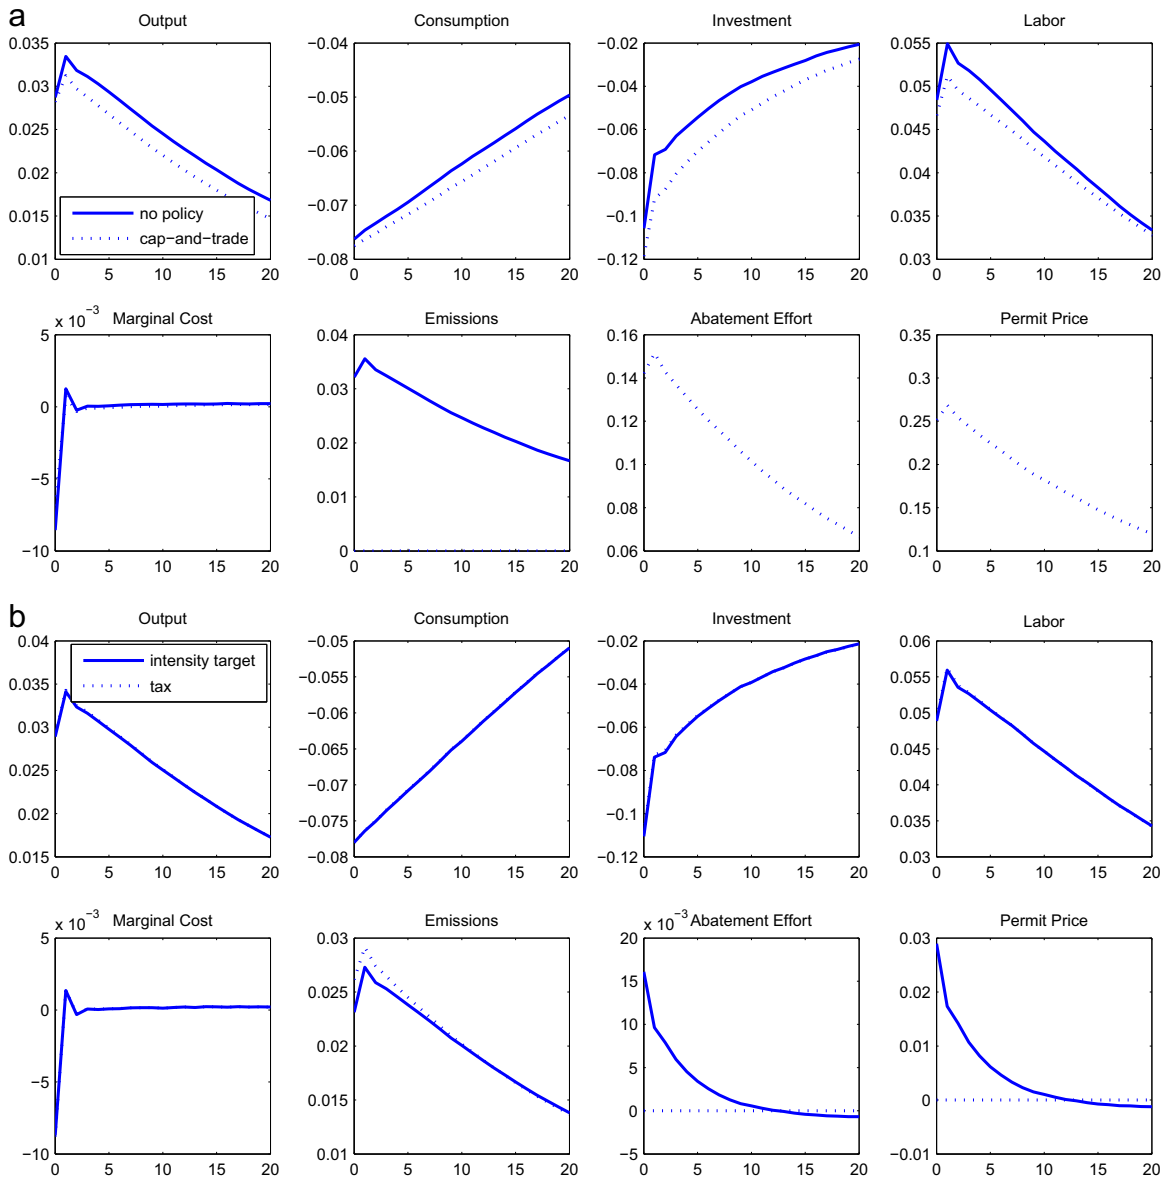 a
Output
Consumption
Investment
Labor
0.035
0.03
0.025
0.02
0.015
0.01
no policy
cap−and−trade
0 5 10 15 20
−0.04
−0.05
−0.06
−0.07
−0.08
0 5 10 15 20
−0.02
−0.04
−0.06
−0.08
−0.1
−0.12
0 5 10 15 20
0.055
0.05
0.045
0.04
0.035
0.03
0 5 10 15 20
x 10−3
Marginal Cost
Emissions
Abatement Effort
Permit Price
5
0
−5
−10
0 5 10 15 20
0.04
0.03
0.02
0.01
0
0 5 10 15 20
0.16
0.14
0.12
0.1
0.08
0.06
0 5 10 15 20
0.35
0.3
0.25
0.2
0.15
0.1
0 5 10 15 20
b
Output
Consumption
Investment
Labor
0.04
0.035
0.03
0.025
0.02
0.015
intensity target
tax
0 5 10 15 20
−0.05
−0.055
−0.06
−0.065
−0.07
−0.075
−0.08
0 5 10 15 20
−0.02
−0.04
−0.06
−0.08
−0.1
−0.12
0 5 10 15 20
0.06
0.055
0.05
0.045
0.04
0.035
0.03
0 5 10 15 20
x 10−3
Marginal Cost
Emissions
x 10−3
Abatement Effort
Permit Price
5
0
−5
−10
0 5 10 15 20
0.03
0.025
0.02
0.015
0.01
0 5 10 15 20
20
15
10
5
0
−5
0 5 10 15 20
0.03
0.02
0.01
0
−0.01
0 5 10 15 20